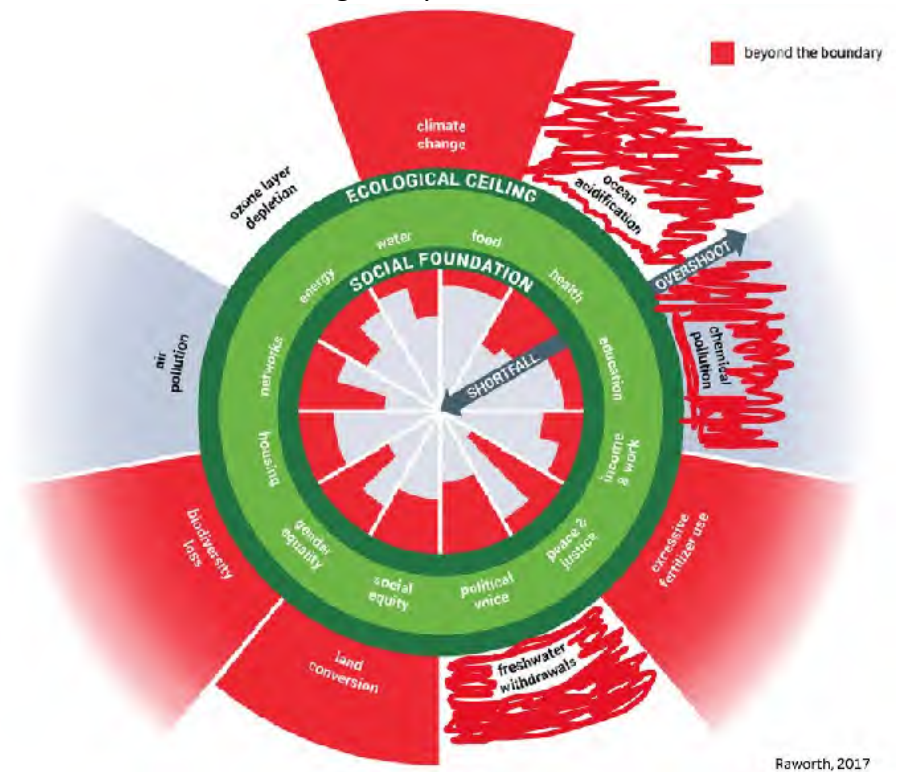 beyond the boundary
climate
change
ozone layer
depletion
ocean
acidification
ECOLOGICAL CEILING
OVERSHOOT
water
food
energy
health
SOCIAL FOUNDATION
networks
education
SHORTFALL
air
pollution
chemical
pollution
housing
income
& work
biodiversity
loss
gender
equality
peace &
justice
excessive
fertilizer use
social
equity
political
voice
land
conversion
freshwater
withdrawals
Raworth, 2017